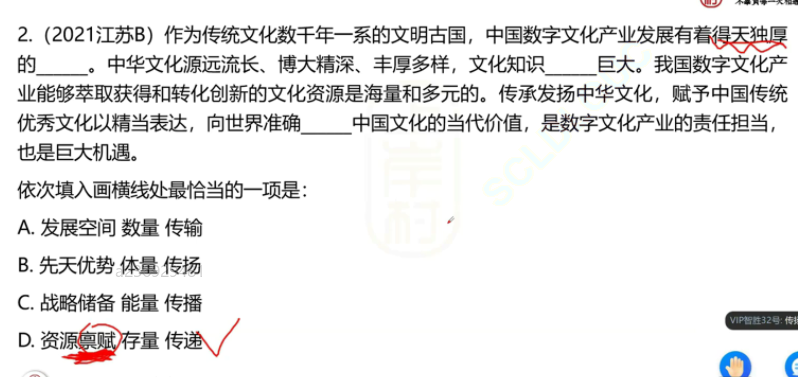 2.（2021江苏B）作为传统文化数千年一系的文明古国，中国数字文化产业发展有着得天独厚
的______。中华文化源远流长、博大精深、丰厚多样，文化知识______巨大。我国数字文化产
业能够萃取获得和转化创新的文化资源是海量和多元的。传承发扬中华文化，赋予中国传统
优秀文化以精当表达，向世界准确______中国文化的当代价值，是数字文化产业的责任担当，
也是巨大机遇。
依次填入画横线处最恰当的一项是：
A. 发展空间 数量 传输
B. 先天优势 体量 传扬
C. 战略储备 能量 传播
D. 资源禀赋 存量 传递
VIP智胜32号:
岸村